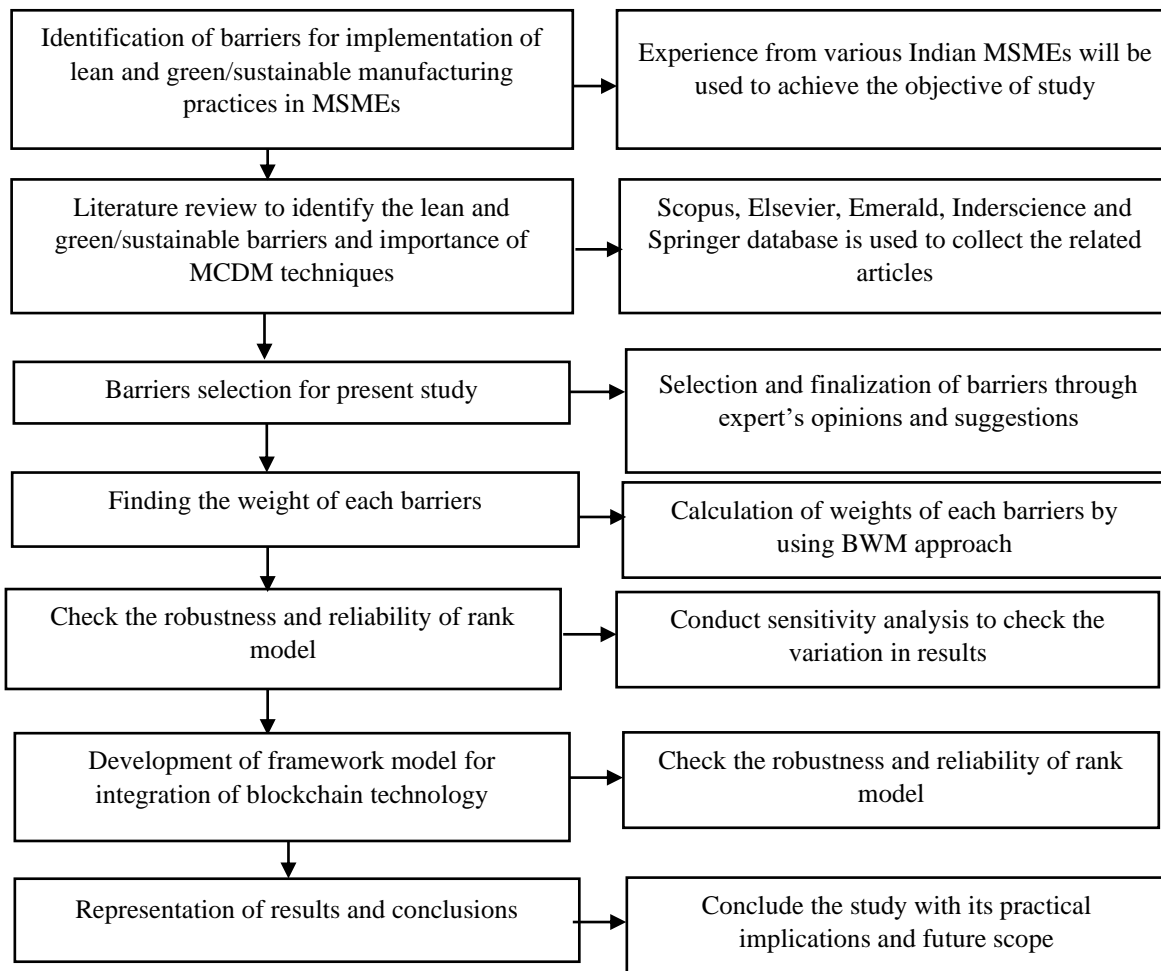 Identification of barriers for implementation of
lean and green/sustainable manufacturing
practices in MSMEs
Experience from various Indian MSMEs will be
used to achieve the objective of study
Literature review to identify the lean and
green/sustainable barriers and importance of
MCDM techniques
Scopus, Elsevier, Emerald, Inderscience and
Springer database is used to collect the related
articles
Barriers selection for present study
Selection and finalization of barriers through
expert’s opinions and suggestions
Finding the weight of each barriers
Calculation of weights of each barriers by
using BWM approach
Check the robustness and reliability of rank
model
Conduct sensitivity analysis to check the
variation in results
Development of framework model for
integration of blockchain technology
Check the robustness and reliability of rank
model
Representation of results and conclusions
Conclude the study with its practical
implications and future scope